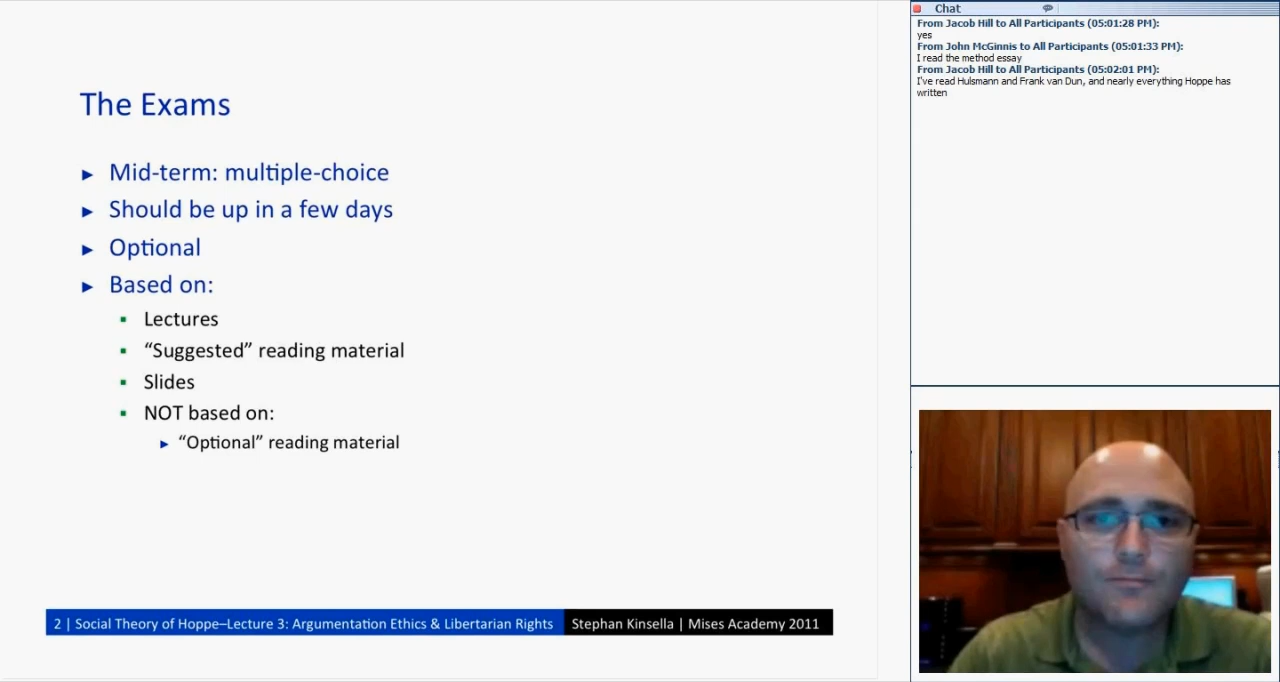 The Exams
► Mid-term: multiple-choice
► Should be up in a few days
► Optional
► Based on:
▪ Lectures
▪ “Suggested” reading material
▪ Slides
▪ NOT based on:
► “Optional” reading material
2 | Social Theory of Hoppe–Lecture 3: Argumentation Ethics & Libertarian Rights Stephan Kinsella | Mises Academy 2011
Chat
From Jacob Hill to All Participants (05:01:28 PM):
yes
From John McGinnis to All Participants (05:01:33 PM):
I read the method essay
From Jacob Hill to All Participants (05:02:01 PM):
I've read Hulsmann and Frank van Dun, and nearly everything Hoppe has
written